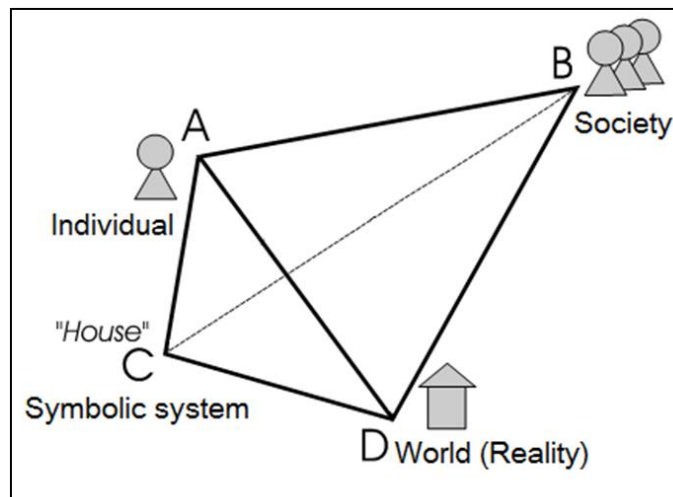 B
Society
A
Individual
"House"
C
Symbolic system
D World (Reality)